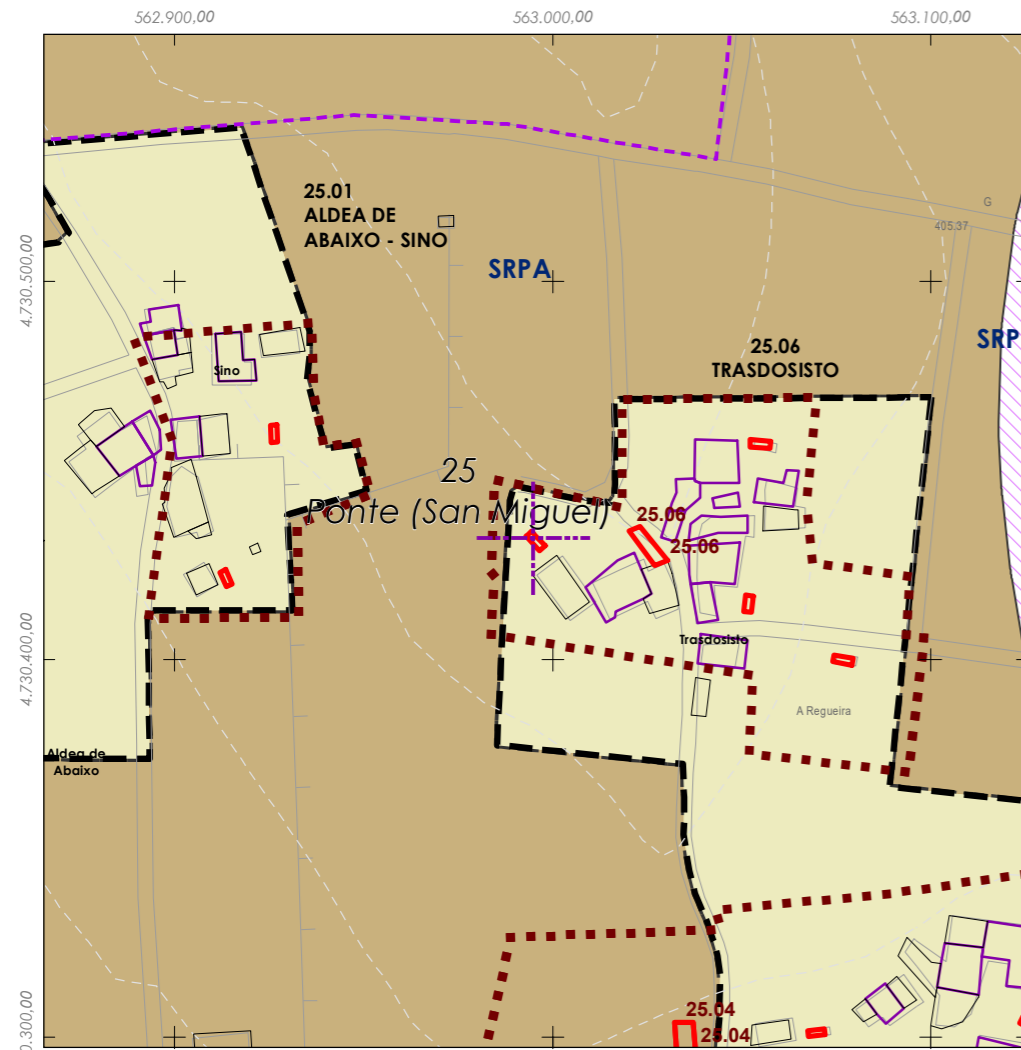 562.900,00
563.000,00
563.100,00
4.730.500,00
4.730.400,00
0.300,00
25.01
ALDEA DE
ABAIXO - SINO
SRPA
G
405.37
SRP
25.06
TRASDOSISTO
Sino
25
Ponte (San Miguel)
25.06
25.06
Trasdosisto
A Regueira
Aldea de
Abaixo
25.04
25.04